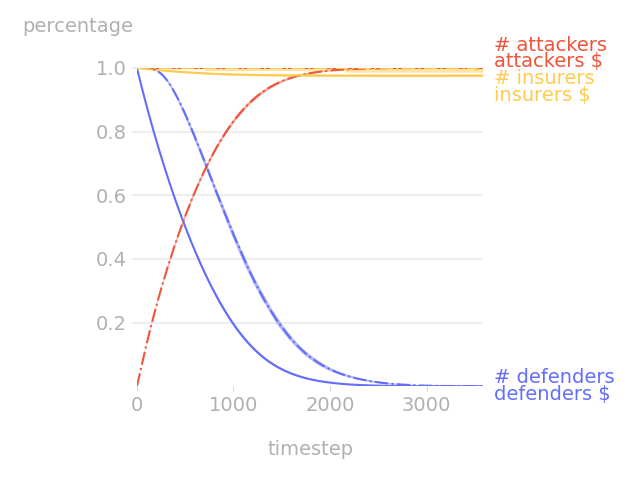 percentage
# attackers
attackers $
# insurers
insurers $
1.0
0.8
0.6
0.4
0.2
# defenders
defenders $
0 1000 2000 3000
timestep